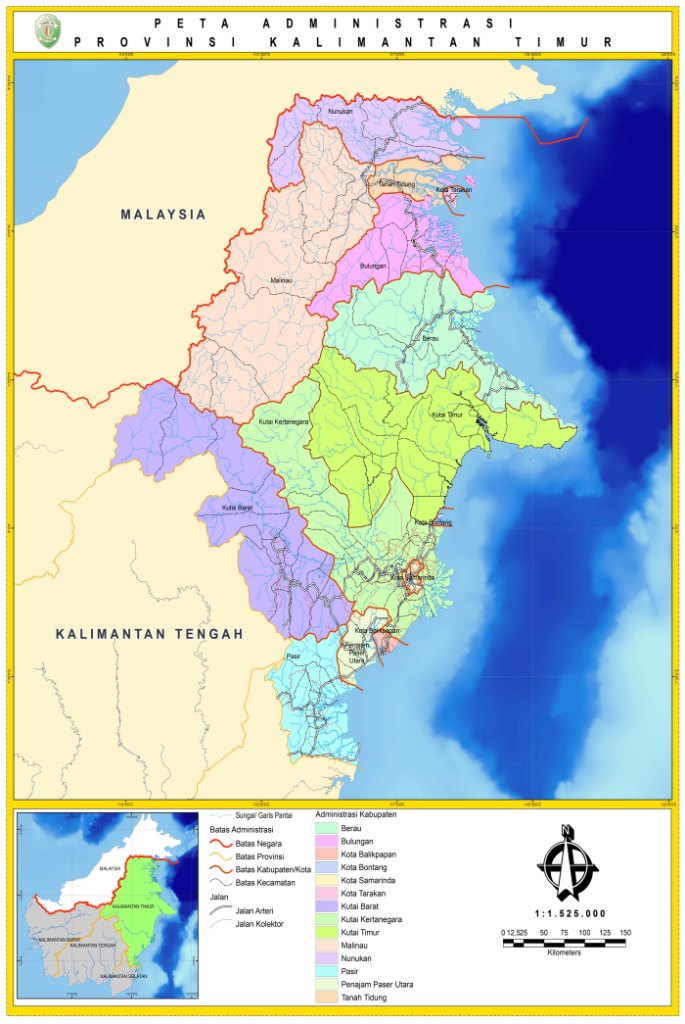 PETA ADMINISTRASI
PROVINSI KALIMANTAN TIMUR
Nunukan
Tanah Tidung
Kota Tarakan
MALAYSIA
Bulungan
Malinau
Berau
Kutai Timur
Kutai Kertanegara
Kutai Barat
Kota Bontang
Kota Samarinda
KALIMANTAN TENGAH
Kota Balikpapan
Penajam
Paser
Utara
Pasir
Sungai Garis Pantai
Batas Administrasi
Batas Negara
Batas Provinsi
Batas Kabupaten/Kota
Batas Kecamatan
Jalan
Jalan Arteri
Jalan Kolektor
Administrasi Kabupaten
Berau
Bulungan
Kota Balikpapan
Kota Bontang
Kota Samarinda
Kota Tarakan
Kutai Barat
Kutai Kertanegara
Kutai Timur
Malinau
Nunukan
Pasir
Penajam Paser Utara
Tanah Tidung
MALAYSIA
KALIMANTAN TIMUR
KALIMANTAN BARAT
KALIMANTAN TENGAH
KALIMANTAN SELATAN
N
1:1.525.000
0 12,525 50 75 100 125 150
Kilometers